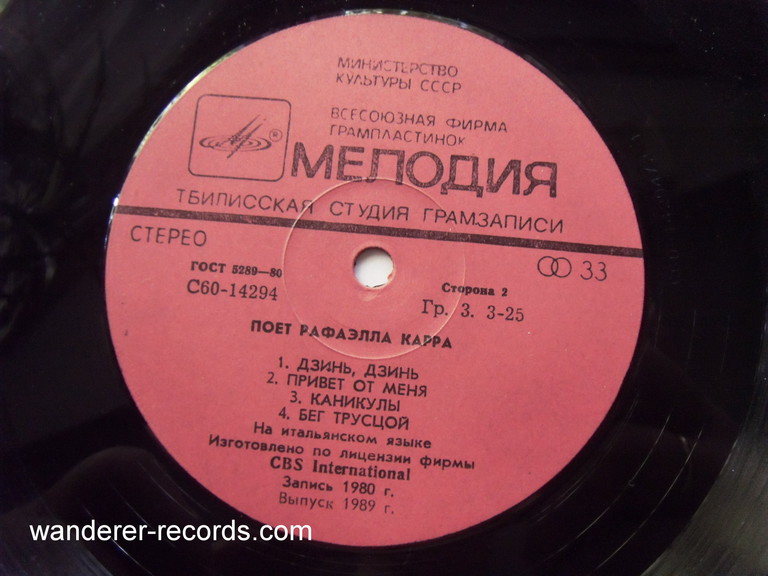 МИНИСТЕРСТВО
КУЛЬТУРЫ СССР
ВСЕСОЮЗНАЯ ФИРМА
ГРАМПЛАСТИНОК
®
МЕЛОДИЯ
ТБИЛИССКАЯ СТУДИЯ ГРАМЗАПИСИ
СТЕРЕО
33
ГОСТ 5289—80
Сторона 2
С60-14294
Гр. 3. 3-25
ПОЕТ РАФАЭЛЛА КАРРА
1. ДЗИНЬ, ДЗИНЬ
2. ПРИВЕТ ОТ МЕНЯ
3. КАНИКУЛЫ
4. БЕГ ТРУСЦОЙ
На итальянском языке
Изготовлено по лицензии фирмы
CBS International
Запись 1980 г.
Выпуск 1989 г.
wanderer-records.com